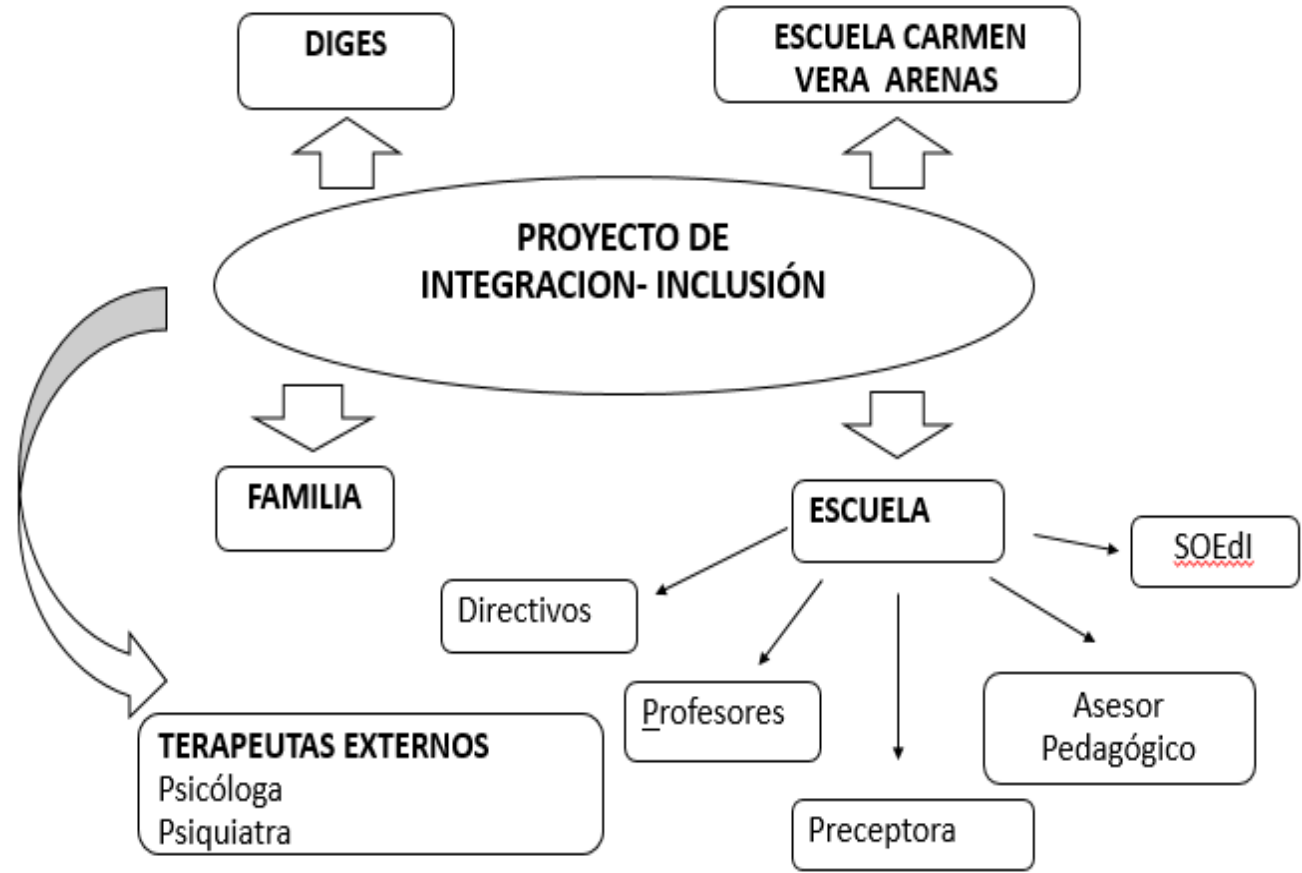 DIGES
ESCUELA CARMEN
VERA ARENAS
PROYECTO DE
INTEGRACION- INCLUSIÓN
FAMILIA
ESCUELA
SOEdI
Directivos
Profesores
Asesor
Pedagógico
TERAPEUTAS EXTERNOS
Psicóloga
Psiquiatra
Preceptora